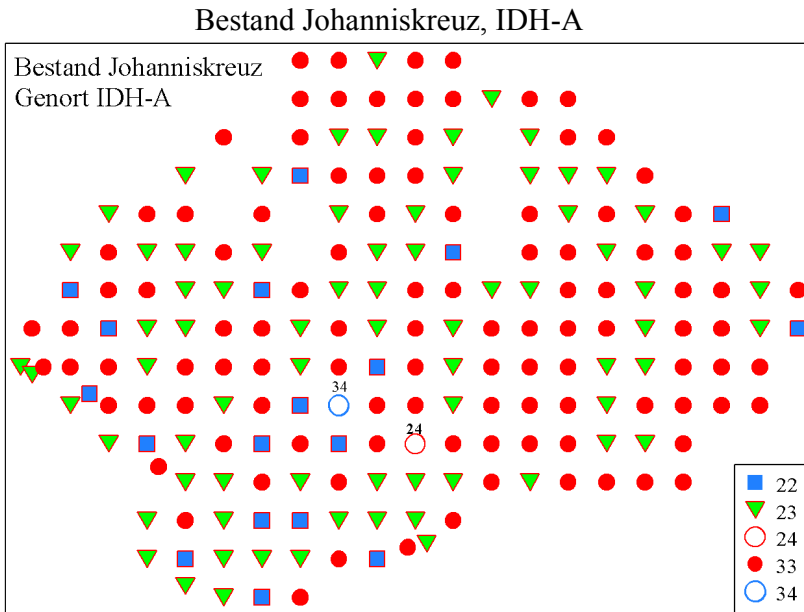 Bestand Johanniskreuz, IDH-A
Bestand Johanniskreuz
Genort IDH-A
34
24
22
23
24
33
34